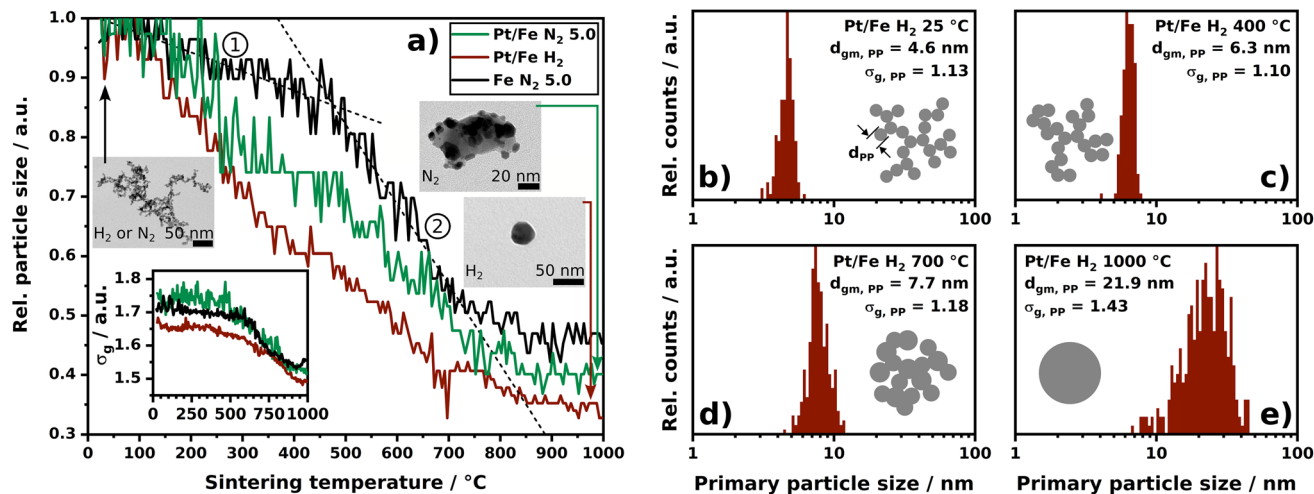 a)
Pt/Fe N₂ 5.0
Pt/Fe H₂
Fe N₂ 5.0
1
2
N₂ 20 nm
H₂ 50 nm
H₂ or N₂ 50 nm
Rel. particle size / a.u.
1.0
0.9
0.8
0.7
0.6
0.5
0.4
0.3
σg / a.u.
1.8
1.7
1.6
1.5
0 2500 5000 7500 10000
0 100 200 300 400 500 600 700 800 900 1000
Sintering temperature / °C
Rel. counts / a.u.
Pt/Fe H₂ 25 °C
dgm, PP = 4.6 nm
σg, PP = 1.13
dPP
b)
1 10 100 nm
Pt/Fe H₂ 400 °C
dgm, PP = 6.3 nm
σg, PP = 1.10
c)
1 10 100
Rel. counts / a.u.
Pt/Fe H₂ 700 °C
dgm, PP = 7.7 nm
σg, PP = 1.18
d)
1 10 100
Primary particle size / nm
Pt/Fe H₂ 1000 °C
dgm, PP = 21.9 nm
σg, PP = 1.43
e)
1 10 100
Primary particle size / nm